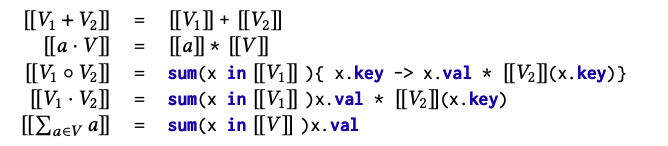 ⟦V₁ + V₂⟧ = ⟦V₁⟧ + ⟦V₂⟧
⟦a · V⟧ = ⟦a⟧ * ⟦V⟧
⟦V₁ ∘ V₂⟧ = sum(x in ⟦V₁⟧ ){ x.key -> x.val * ⟦V₂⟧(x.key)}
⟦V₁ · V₂⟧ = sum(x in ⟦V₁⟧ )x.val * ⟦V₂⟧(x.key)
⟦∑a∈V a⟧ = sum(x in ⟦V⟧ )x.val